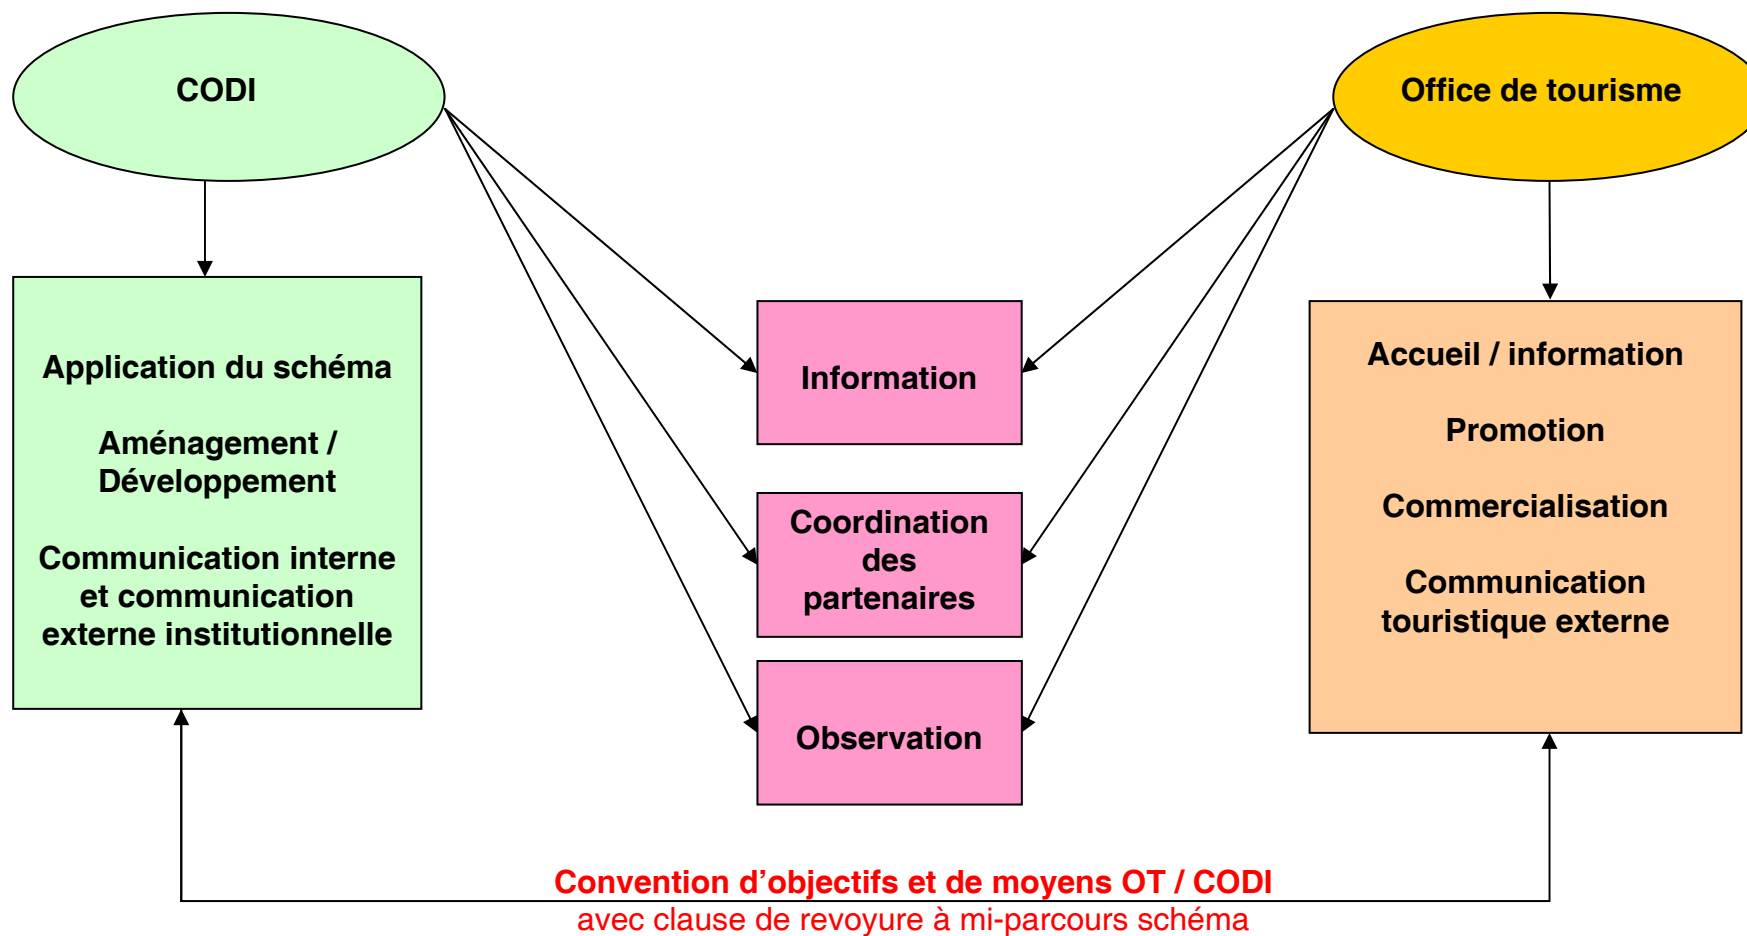 CODI
Office de tourisme
Application du schéma
Aménagement /
Développement
Communication interne
et communication
externe institutionnelle
Information
Coordination
des
partenaires
Observation
Accueil / information
Promotion
Commercialisation
Communication
touristique externe
Convention d’objectifs et de moyens OT / CODI
avec clause de revoyure à mi-parcours schéma